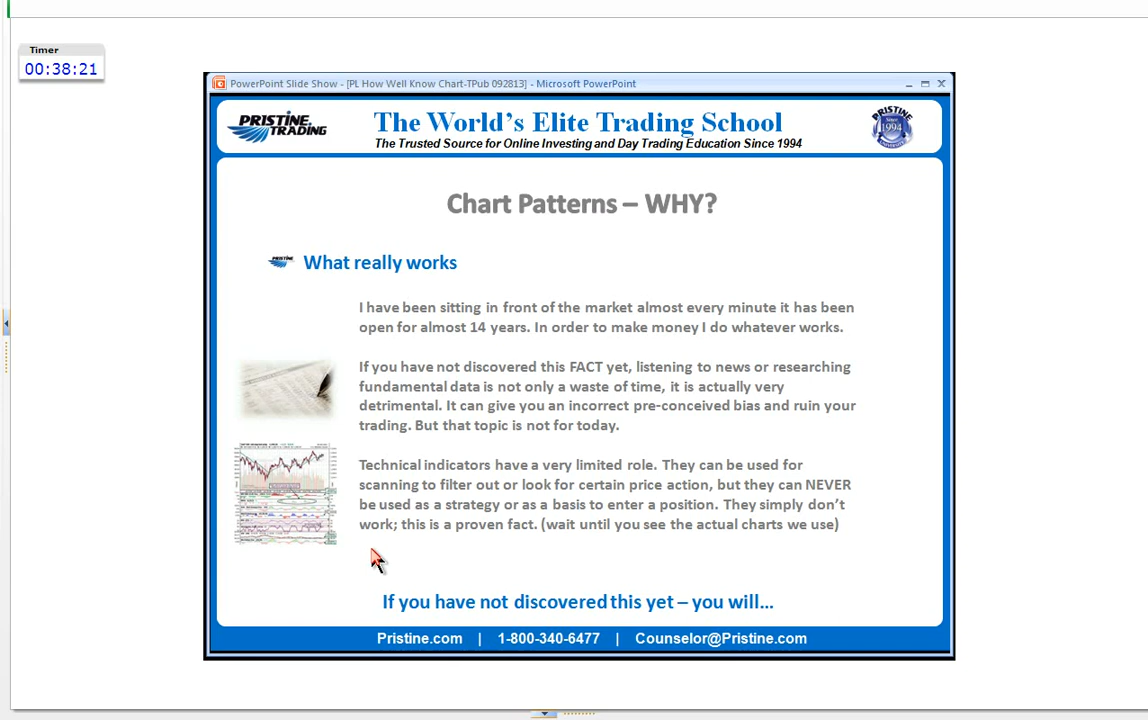 Timer
00:38:21
PowerPoint Slide Show - [PL How Well Know Chart-TPub 092813] - Microsoft PowerPoint
PRISTINE
TRADING
The World's Elite Trading School
The Trusted Source for Online Investing and Day Trading Education Since 1994
PRISTINE
Since
1994
Chart Patterns – WHY?
PRISTINE
What really works
I have been sitting in front of the market almost every minute it has been
open for almost 14 years. In order to make money I do whatever works.
If you have not discovered this FACT yet, listening to news or researching
fundamental data is not only a waste of time, it is actually very
detrimental. It can give you an incorrect pre-conceived bias and ruin your
trading. But that topic is not for today.
Technical indicators have a very limited role. They can be used for
scanning to filter out or look for certain price action, but they can NEVER
be used as a strategy or as a basis to enter a position. They simply don't
work; this is a proven fact. (wait until you see the actual charts we use)
If you have not discovered this yet – you will...
Pristine.com | 1-800-340-6477 | Counselor@Pristine.com